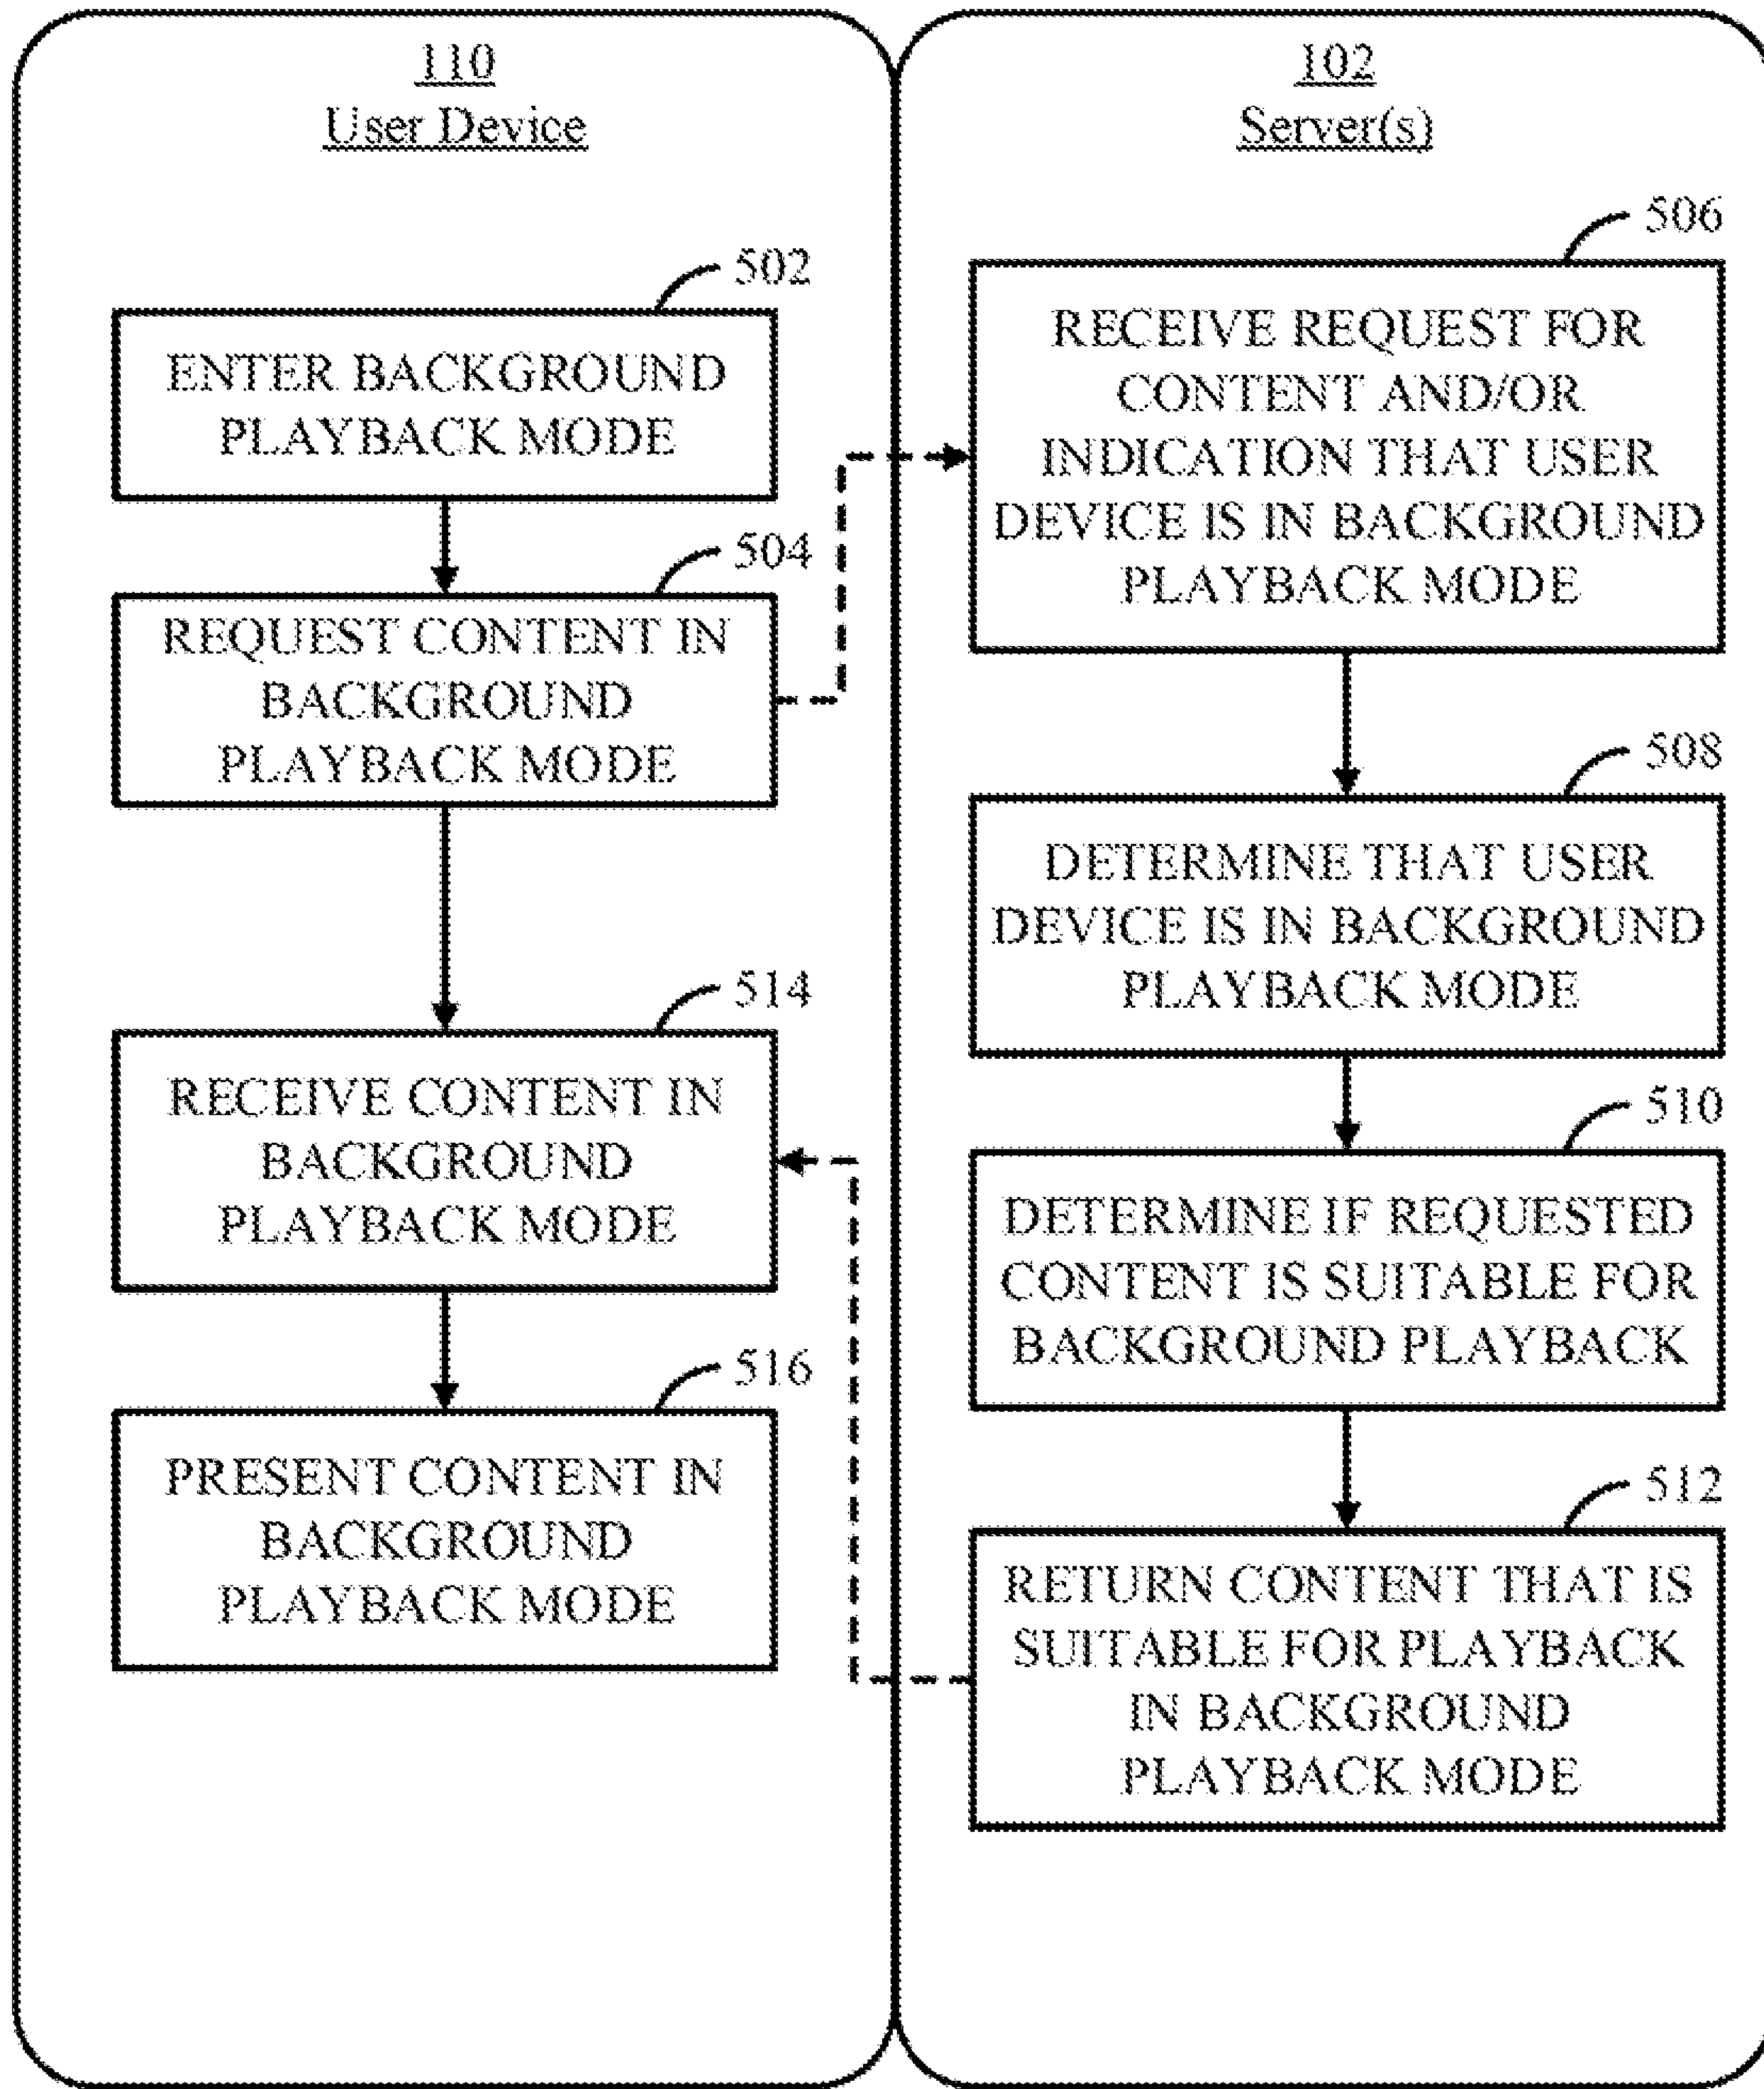 110
User Device
502
ENTER BACKGROUND
PLAYBACK MODE
504
REQUEST CONTENT IN
BACKGROUND
PLAYBACK MODE
514
RECEIVE CONTENT IN
BACKGROUND
PLAYBACK MODE
516
PRESENT CONTENT IN
BACKGROUND
PLAYBACK MODE
102
Server(s)
506
RECEIVE REQUEST FOR
CONTENT AND/OR
INDICATION THAT USER
DEVICE IS IN BACKGROUND
PLAYBACK MODE
508
DETERMINE THAT USER
DEVICE IS IN BACKGROUND
PLAYBACK MODE
510
DETERMINE IF REQUESTED
CONTENT IS SUITABLE FOR
BACKGROUND PLAYBACK
512
RETURN CONTENT THAT IS
SUITABLE FOR PLAYBACK
IN BACKGROUND
PLAYBACK MODE